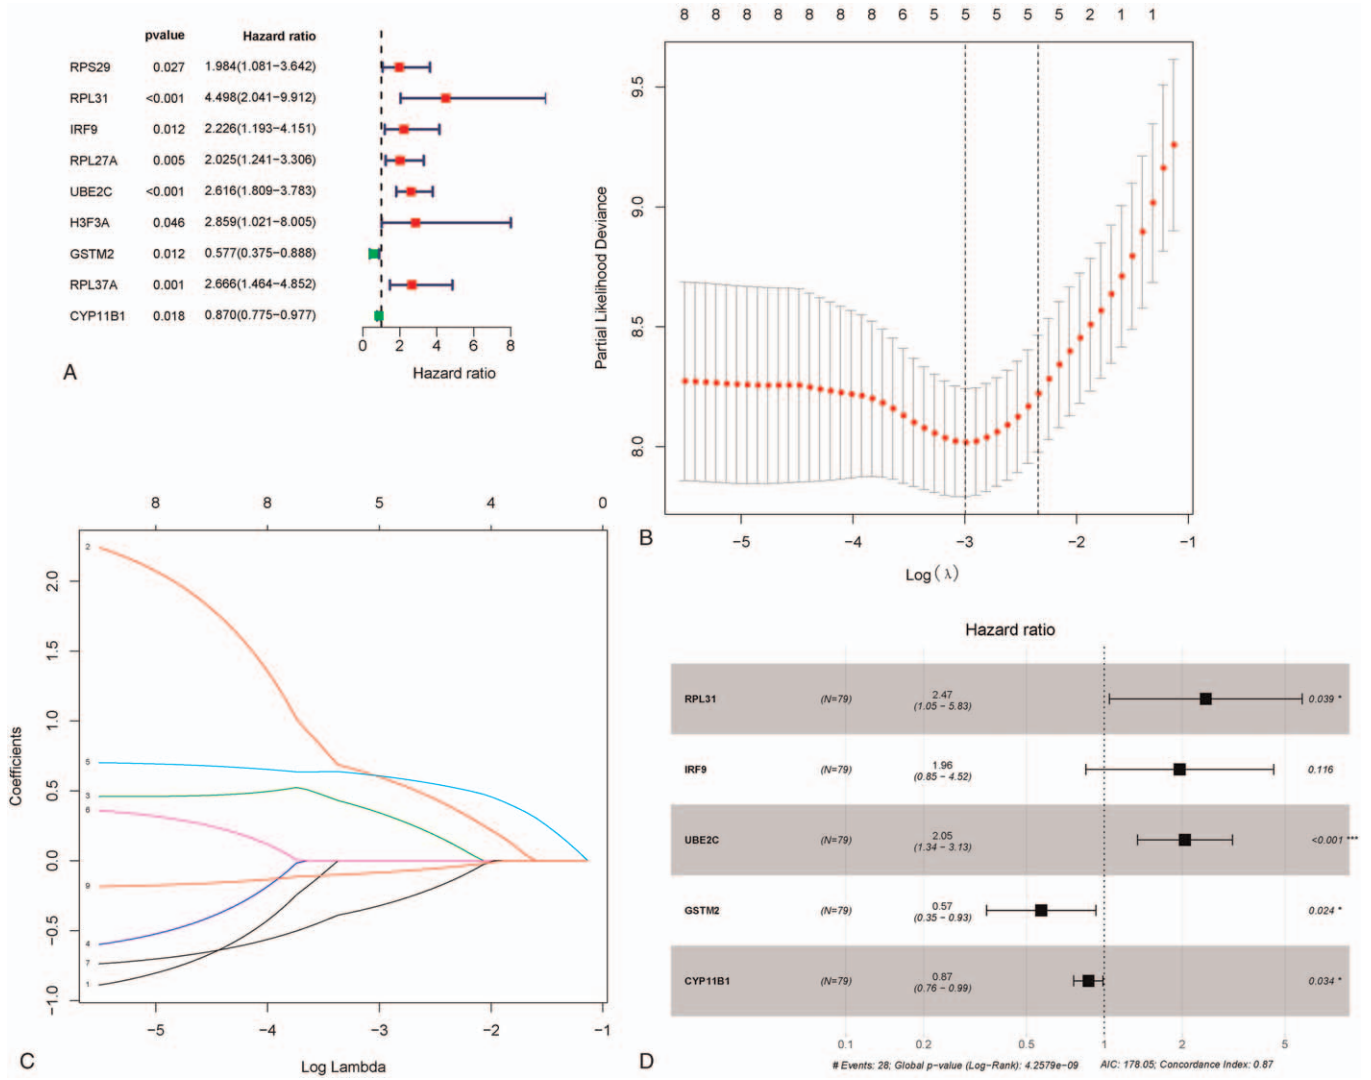 pvalue Hazard ratio
RPS29 0.027 1.984(1.081−3.642)
RPL31 <0.001 4.498(2.041−9.912)
IRF9 0.012 2.226(1.193−4.151)
RPL27A 0.005 2.025(1.241−3.306)
UBE2C <0.001 2.616(1.809−3.783)
H3F3A 0.046 2.859(1.021−8.005)
GSTM2 0.012 0.577(0.375−0.888)
RPL37A 0.001 2.666(1.464−4.852)
CYP11B1 0.018 0.870(0.775−0.977)
0 2 4 6 8
Hazard ratio
A
8 8 8 8 8 8 8 6 5 5 5 5 5 2 1 1
9.5
9.0
8.5
8.0
Partial Likelihood Deviance
−5 −4 −3 −2 −1
Log(λ)
B
8 8 5 4 0
2.0
1.5
1.0
0.5
0.0
−0.5
−1.0
Coefficients
2
5
3
6
9
4
7
1
−5 −4 −3 −2 −1
Log Lambda
C
Hazard ratio
RPL31 (N=79) 2.47 0.039 *
(1.05 − 5.83)
IRF9 (N=79) 1.96 0.116
(0.85 − 4.52)
UBE2C (N=79) 2.05 <0.001 ***
(1.34 − 3.13)
GSTM2 (N=79) 0.57 0.024 *
(0.35 − 0.93)
CYP11B1 (N=79) 0.87 0.034 *
(0.76 − 0.99)
0.1 0.2 0.5 1 2 5
# Events: 28; Global p−value (Log−Rank): 4.2579e−09 AIC: 178.05; Concordance Index: 0.87
D